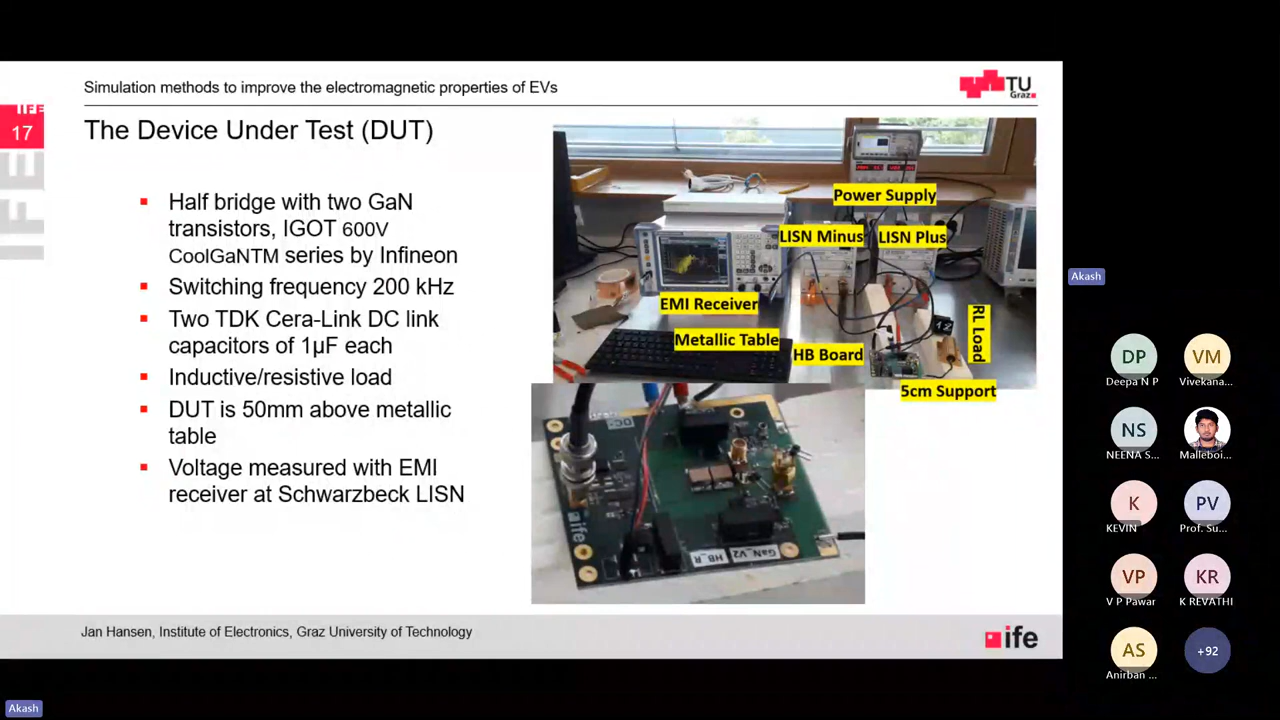 Simulation methods to improve the electromagnetic properties of EVs
TU
Graz
IFE
17
The Device Under Test (DUT)
Half bridge with two GaN
transistors, IGOT 600V
CoolGaNTM series by Infineon
Switching frequency 200 kHz
Two TDK Cera-Link DC link
capacitors of 1µF each
Inductive/resistive load
DUT is 50mm above metallic
table
Voltage measured with EMI
receiver at Schwarzbeck LISN
Power Supply
LISN Minus
LISN Plus
EMI Receiver
Metallic Table
HB Board
RL Load
5cm Support
DC-
ife
HB_R
GaN_V2
Jan Hansen, Institute of Electronics, Graz University of Technology
ife
Akash
DP
Deepa N P
VM
Vivekana...
NS
NEENA S...
Malleboi...
K
KEVIN
PV
Prof. Su...
VP
V P Pawar
KR
K REVATHI
AS
Anirban ...
+92
Akash